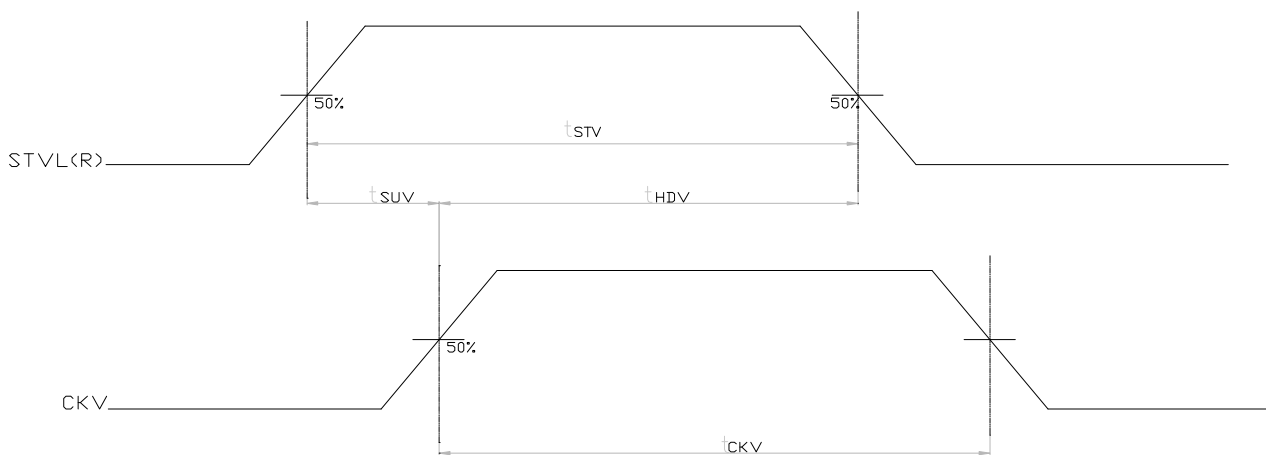 50% 50%
tSTV
STVL(R)
tSUV tHDV
50%
CKV
tCKV